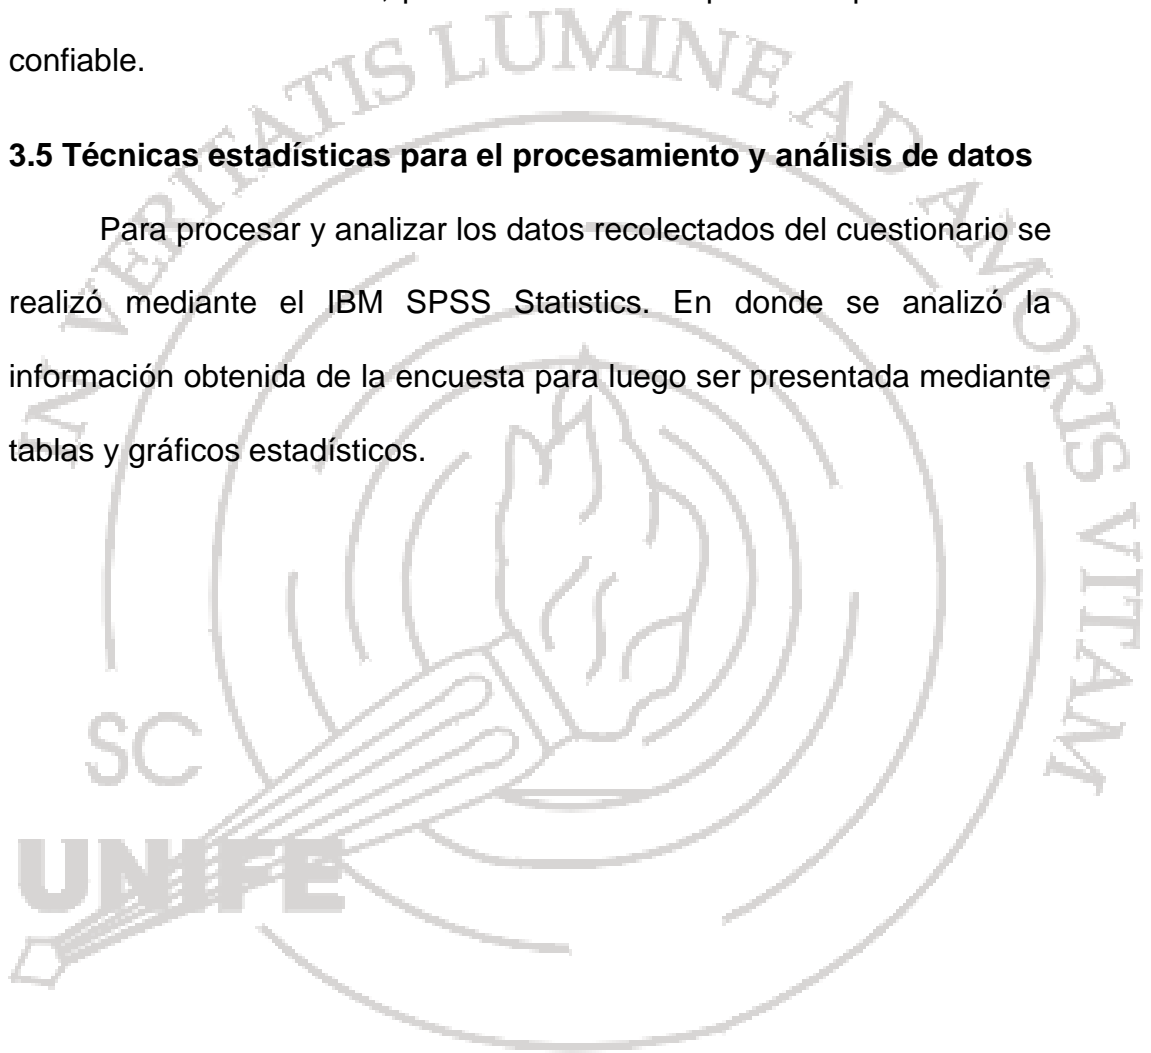 confiable.
3.5 Técnicas estadísticas para el procesamiento y análisis de datos
Para procesar y analizar los datos recolectados del cuestionario se
realizó mediante el IBM SPSS Statistics. En donde se analizó la
información obtenida de la encuesta para luego ser presentada mediante
tablas y gráficos estadísticos.
IN VERITATIS LUMINE AD AMORIS VITAM
SC
UNIFE